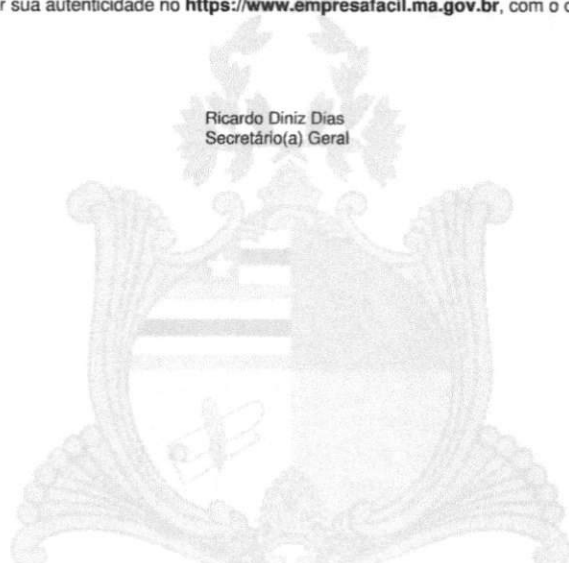 r sua autenticidade no https://www.empresafacil.ma.gov.br, com o c
Ricardo Diniz Dias
Secretário(a) Geral